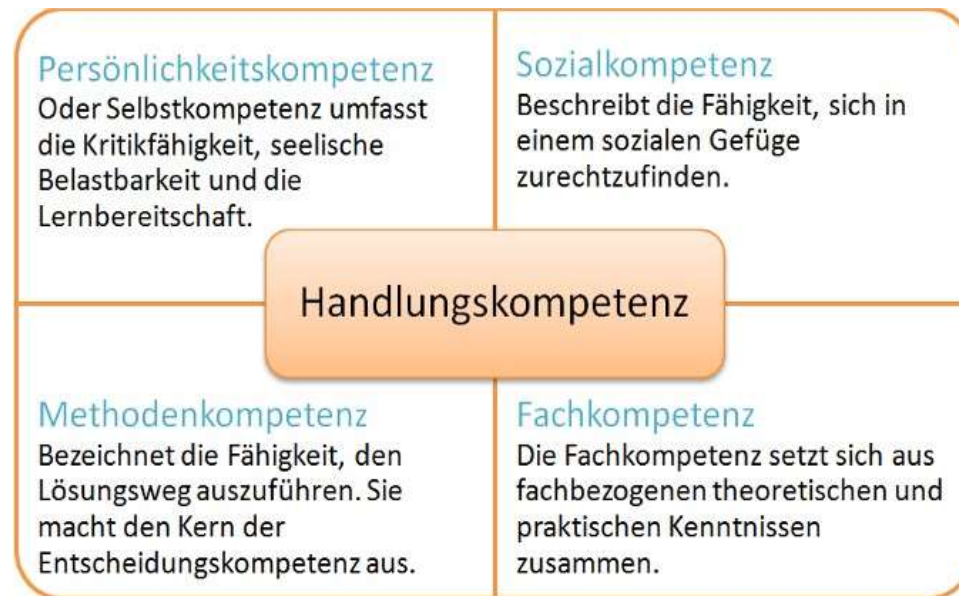 Persönlichkeitskompetenz
Oder Selbstkompetenz umfasst
die Kritikfähigkeit, seelische
Belastbarkeit und die
Lernbereitschaft.
Sozialkompetenz
Beschreibt die Fähigkeit, sich in
einem sozialen Gefüge
zurechtzufinden.
Handlungskompetenz
Methodenkompetenz
Bezeichnet die Fähigkeit, den
Lösungsweg auszuführen. Sie
macht den Kern der
Entscheidungskompetenz aus.
Fachkompetenz
Die Fachkompetenz setzt sich aus
fachbezogenen theoretischen und
praktischen Kenntnissen
zusammen.